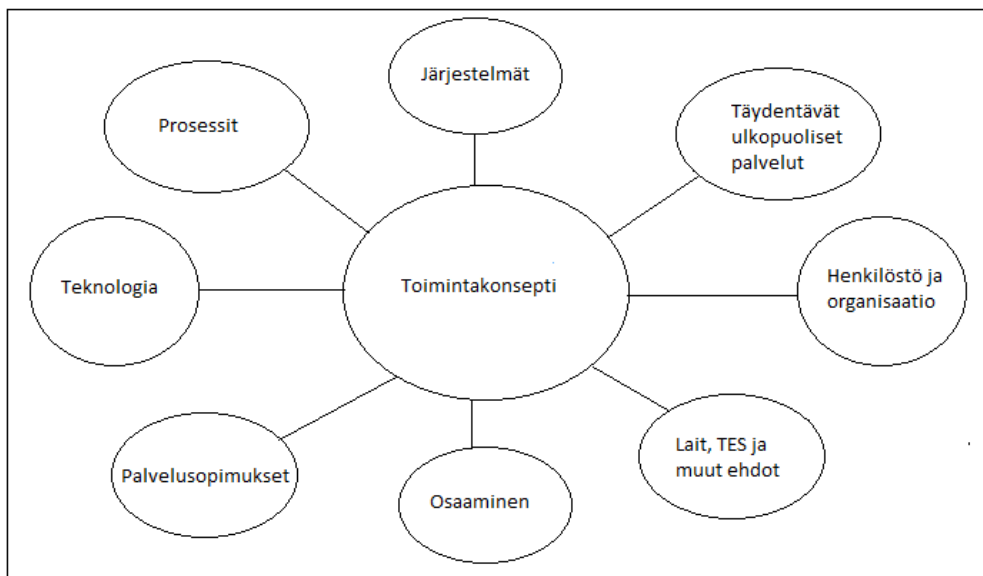 Järjestelmät
Täydentävät
ulkopuoliset
palvelut
Prosessit
Teknologia
Toimintakonsepti
Henkilöstö ja
organisaatio
Palvelusopimukset
Osaaminen
Lait, TES ja
muut ehdot